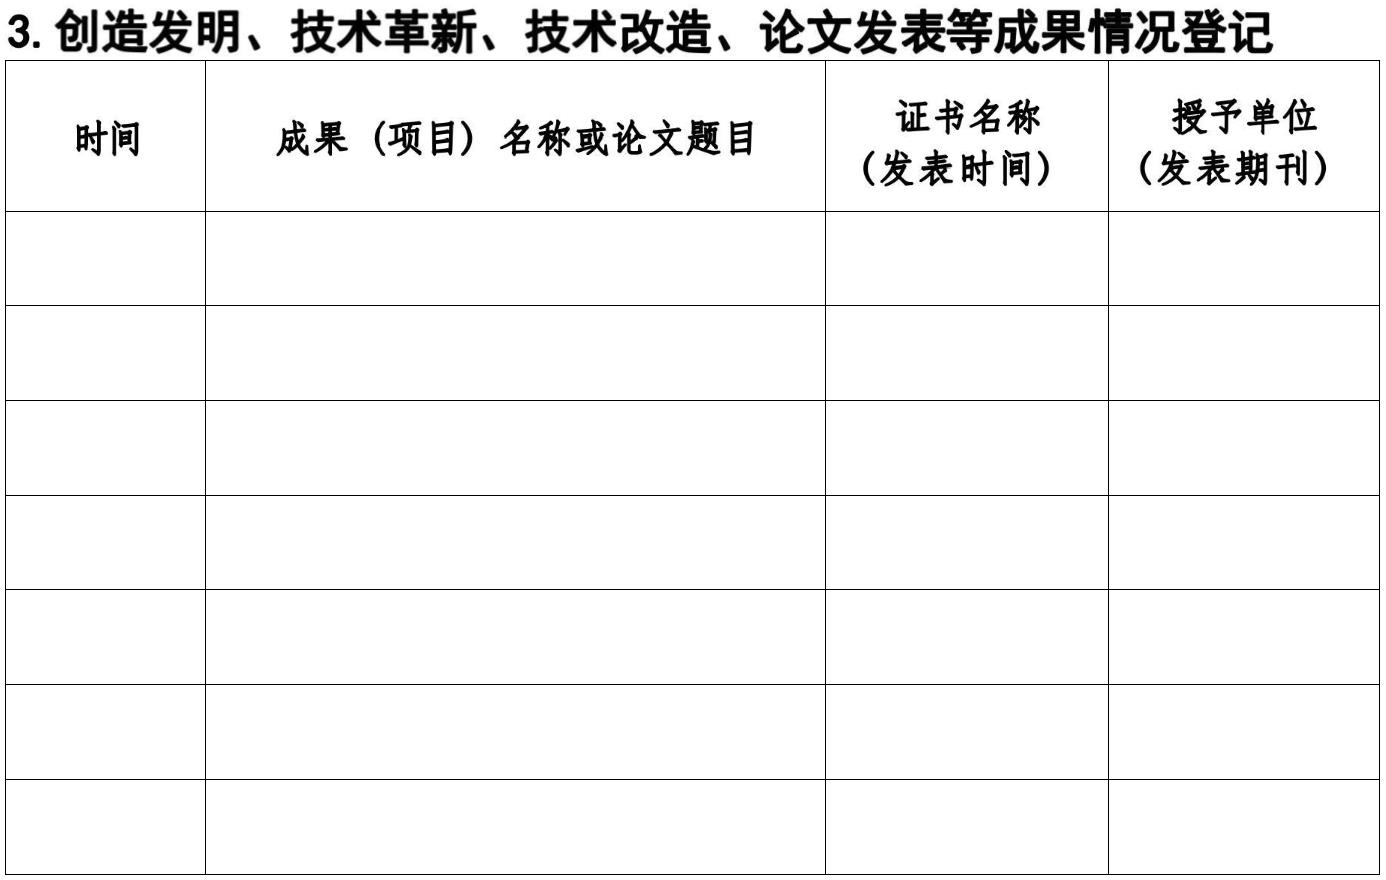 3. 创造发明、技术革新、技术改造、论文发表等成果情况登记
时间
成果（项目）名称或论文题目
证书名称
（发表时间）
授予单位
（发表期刊）